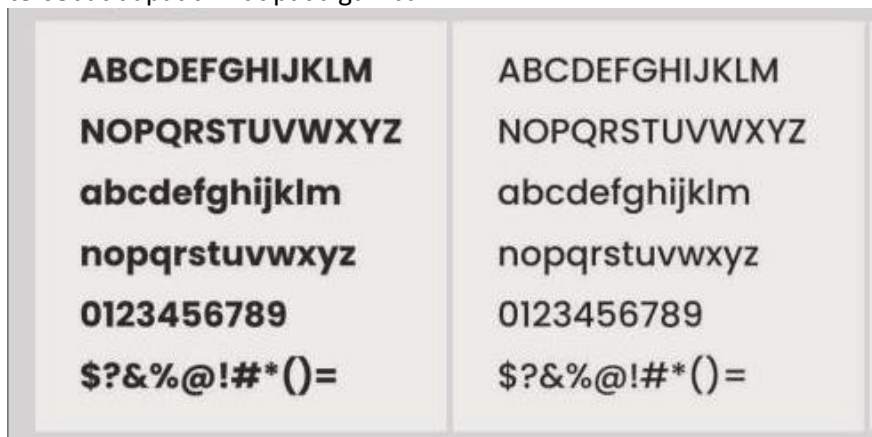 ABCDEFGHIJKLM
NOPQRSTUVWXYZ
abcdefghijklm
nopqrstuvwxyz
0123456789
$?&%@!#*()=
ABCDEFGHIJKLM
NOPQRSTUVWXYZ
abcdefghijklm
nopqrstuvwxyz
0123456789
$?&%@!#*()=